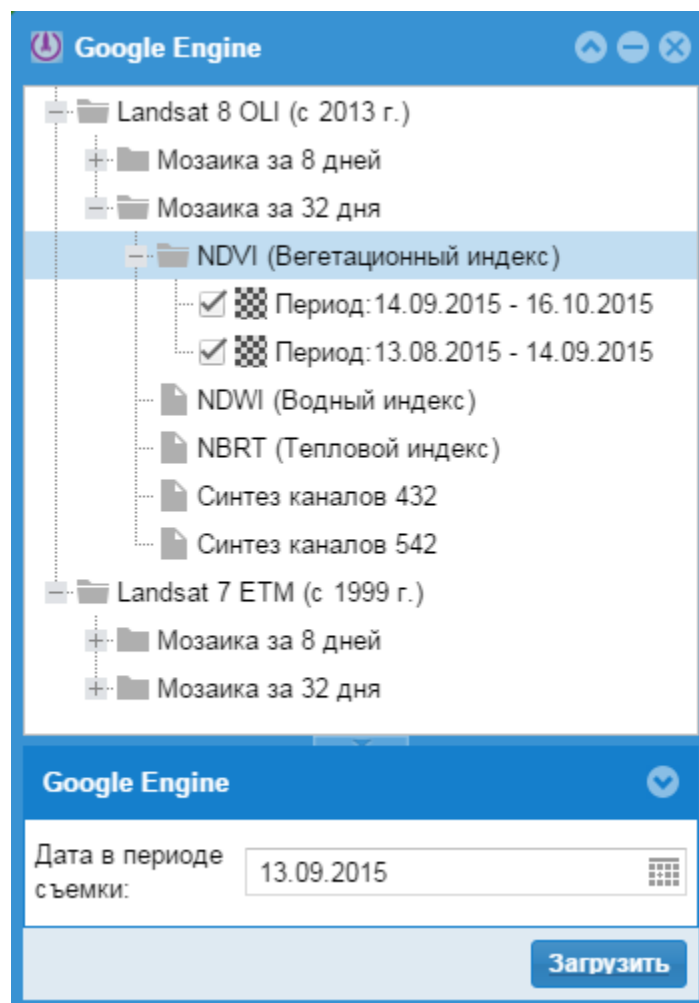 Google Engine
Landsat 8 OLI (с 2013 г.)
Мозаика за 8 дней
Мозаика за 32 дня
NDVI (Вегетационный индекс)
Период:14.09.2015 - 16.10.2015
Период:13.08.2015 - 14.09.2015
NDWI (Водный индекс)
NBRT (Тепловой индекс)
Синтез каналов 432
Синтез каналов 542
Landsat 7 ETM (с 1999 г.)
Мозаика за 8 дней
Мозаика за 32 дня
Google Engine
Дата в периоде
съемки:
13.09.2015
Загрузить